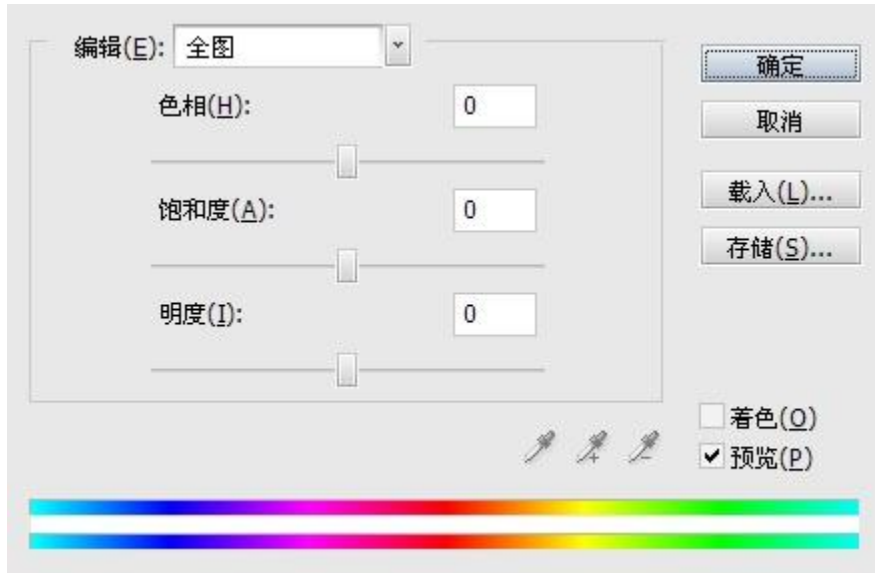 编辑(E): 全图
色相(H): 0
饱和度(A): 0
明度(I): 0
确定
取消
载入(L)...
存储(S)...
着色(O)
预览(P)